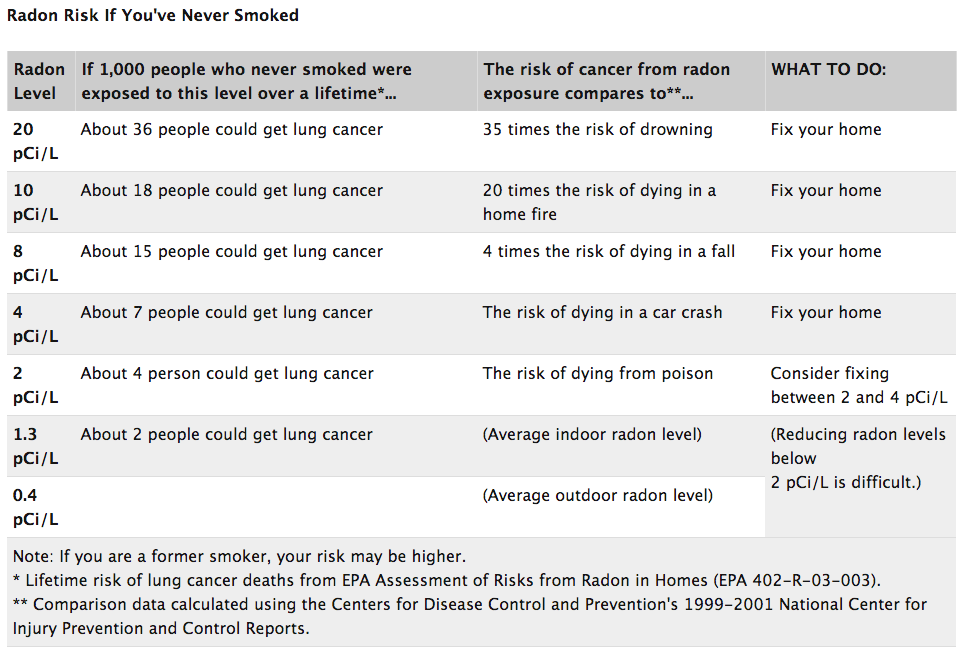 Radon Risk If You've Never Smoked
Radon Level | If 1,000 people who never smoked were exposed to this level over a lifetime*... | The risk of cancer from radon exposure compares to**... | WHAT TO DO:
20 pCi/L | About 36 people could get lung cancer | 35 times the risk of drowning | Fix your home
10 pCi/L | About 18 people could get lung cancer | 20 times the risk of dying in a home fire | Fix your home
8 pCi/L | About 15 people could get lung cancer | 4 times the risk of dying in a fall | Fix your home
4 pCi/L | About 7 people could get lung cancer | The risk of dying in a car crash | Fix your home
2 pCi/L | About 4 person could get lung cancer | The risk of dying from poison | Consider fixing between 2 and 4 pCi/L
1.3 pCi/L | About 2 people could get lung cancer | (Average indoor radon level) | (Reducing radon levels below 2 pCi/L is difficult.)
0.4 pCi/L | | (Average outdoor radon level)
Note: If you are a former smoker, your risk may be higher.
* Lifetime risk of lung cancer deaths from EPA Assessment of Risks from Radon in Homes (EPA 402-R-03-003).
** Comparison data calculated using the Centers for Disease Control and Prevention's 1999-2001 National Center for
Injury Prevention and Control Reports.